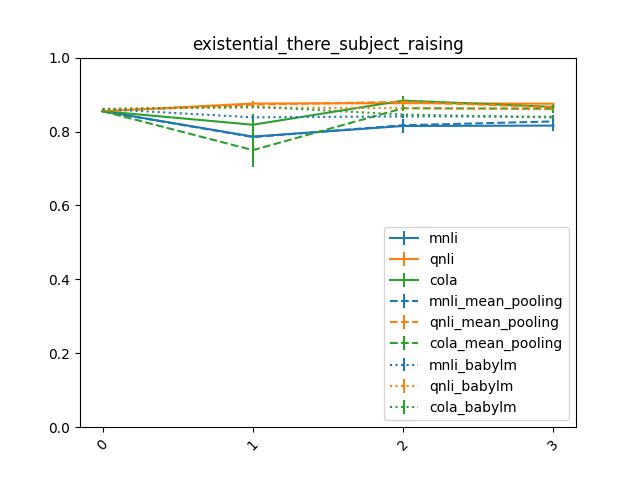 existential_there_subject_raising
1.0
0.8
0.6
0.4
0.2
0.0
mnli
qnli
cola
mnli_mean_pooling
qnli_mean_pooling
cola_mean_pooling
mnli_babylm
qnli_babylm
cola_babylm
0
1
2
3